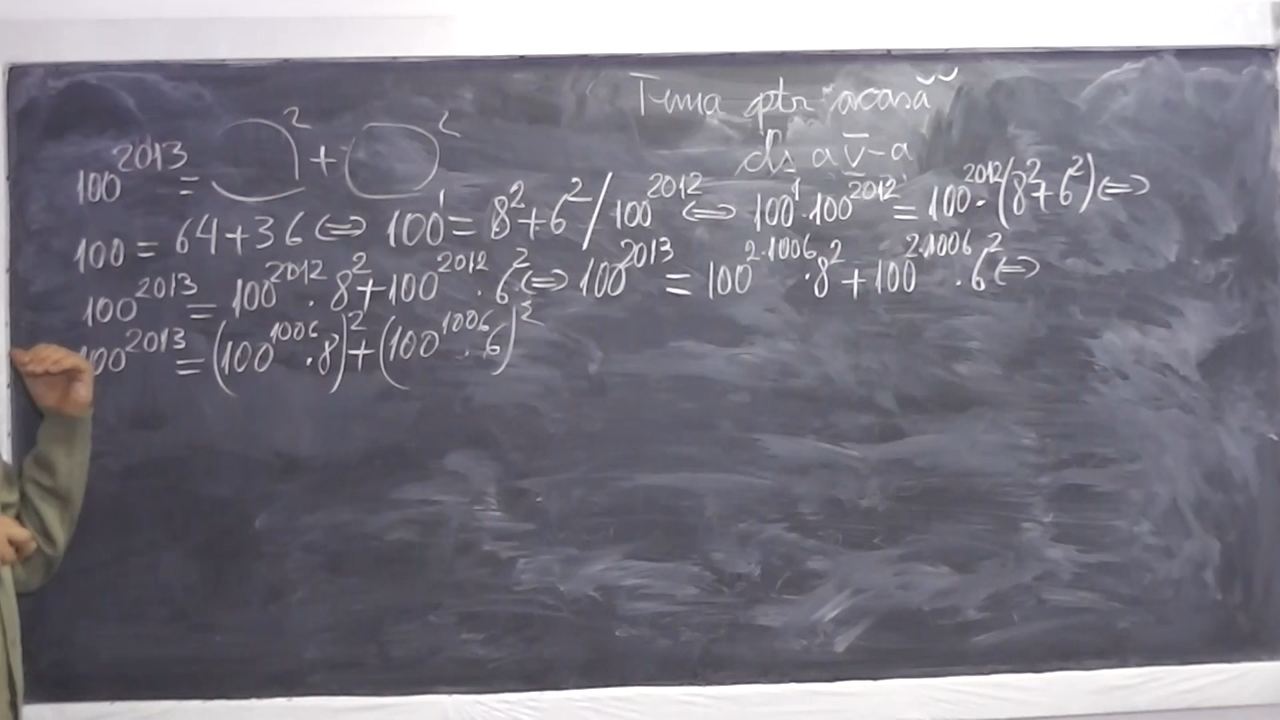 Tema ptr acasă
cls a V-a
100^2013 = ( )^2 + ( )^2
100 = 64+36 ⇔ 100^1 = 8^2+6^2 / 100^2012 ⇔ 100^1·100^2012 = 100^2012·(8^2+6^2) ⇔
100^2013 = 100^2012·8^2+100^2012·6^2 ⇔ 100^2013 = 100^2·1006·8^2+100^2·1006·6^2 ⇔
100^2013 = (100^1006·8)^2+(100^1006·6)^2